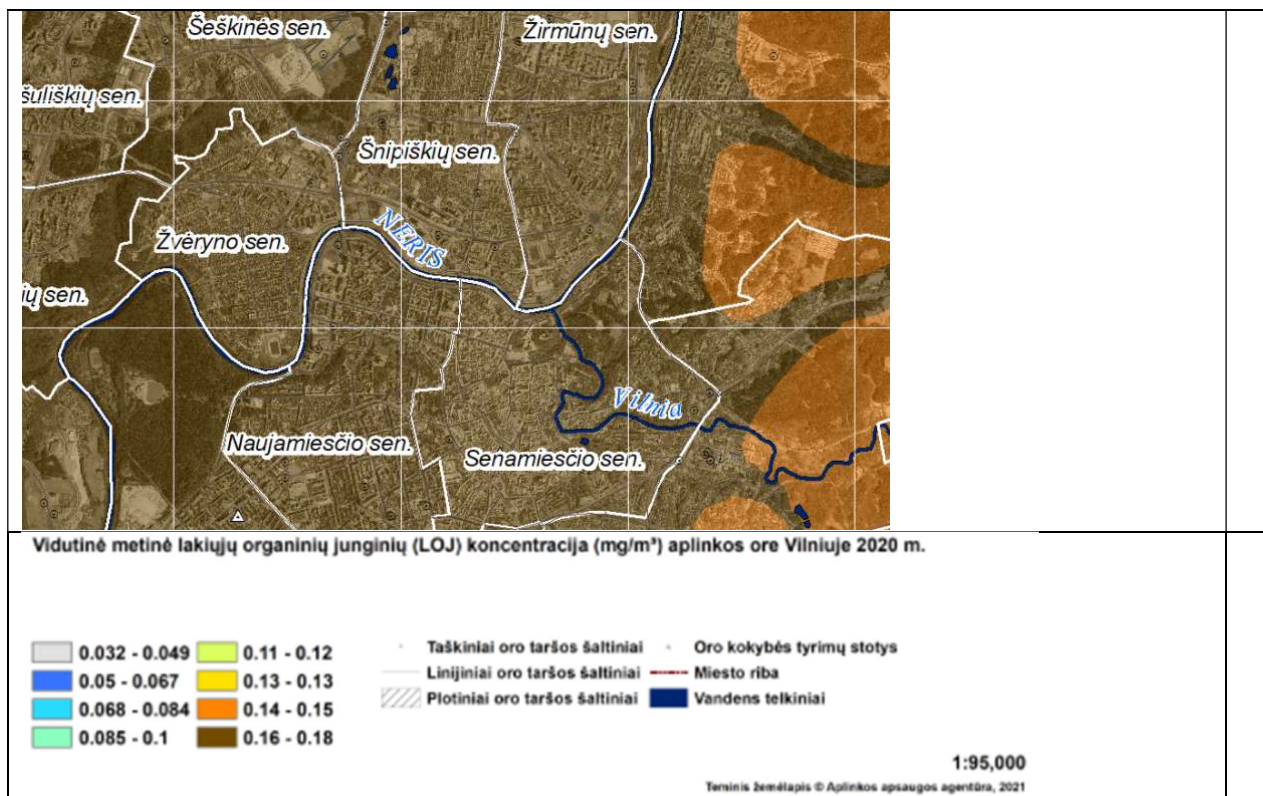 Šeškinės sen.
Žirmūnų sen.
šuliškių sen.
Šnipiškių sen.
Žvėryno sen.
NERIS
ių sen.
Vilnia
Naujamiesčio sen.
Senamiesčio sen.
Vidutinė metinė lakiųjų organinių junginių (LOJ) koncentracija (mg/m³) aplinkos ore Vilniuje 2020 m.
0.032 - 0.049 0.11 - 0.12 Taškiniai oro taršos šaltiniai Oro kokybės tyrimų stotys
0.05 - 0.067 0.13 - 0.13 Linijiniai oro taršos šaltiniai Miesto riba
0.068 - 0.084 0.14 - 0.15 Plotiniai oro taršos šaltiniai Vandens telkiniai
0.085 - 0.1 0.16 - 0.18
1:95,000
Teminis žemėlapis © Aplinkos apsaugos agentūra, 2021